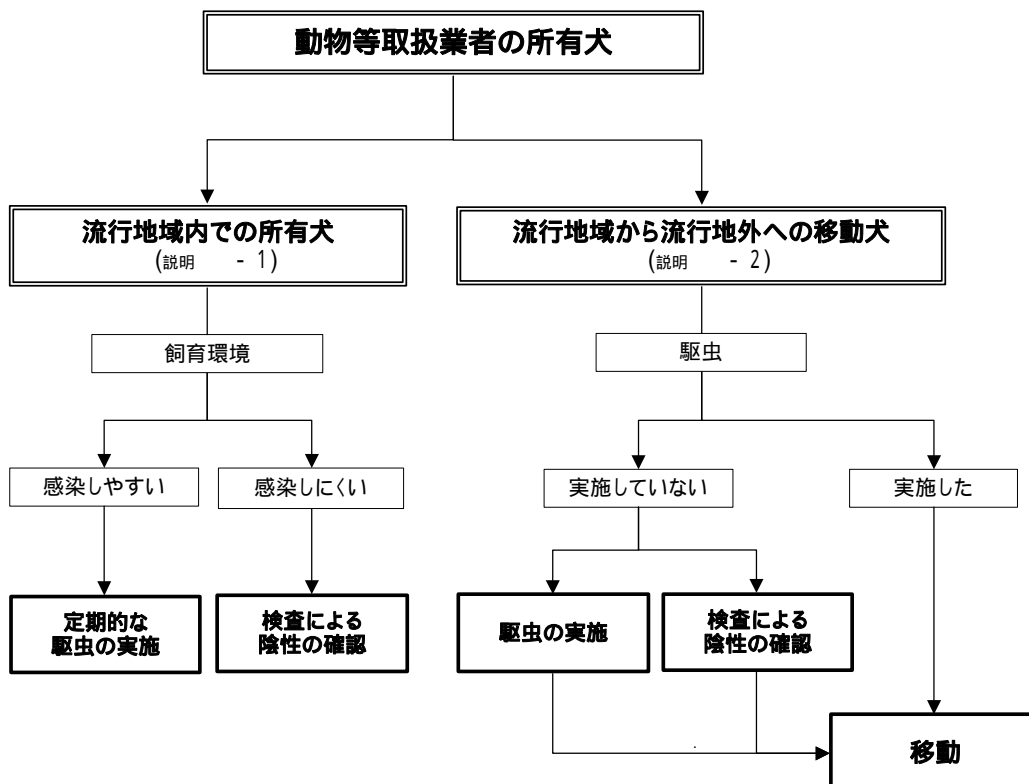 動物等取扱業者の所有犬
流行地域内での所有犬
(説明 - 1)
流行地域から流行地外への移動犬
(説明 - 2)
飼育環境
駆虫
感染しやすい
感染しにくい
実施していない
実施した
定期的な
駆虫の実施
検査による
陰性の確認
駆虫の実施
検査による
陰性の確認
移動